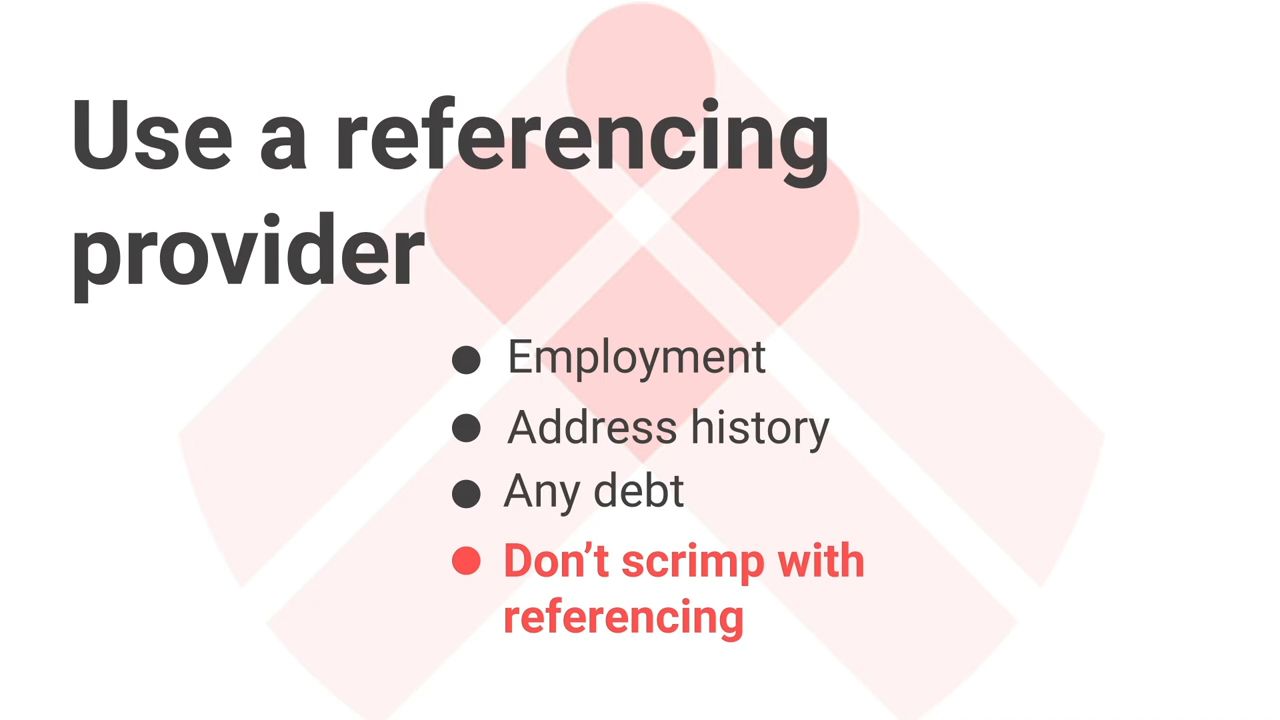 Use a referencing
provider
● Employment
● Address history
● Any debt
● Don’t scrimp with
referencing